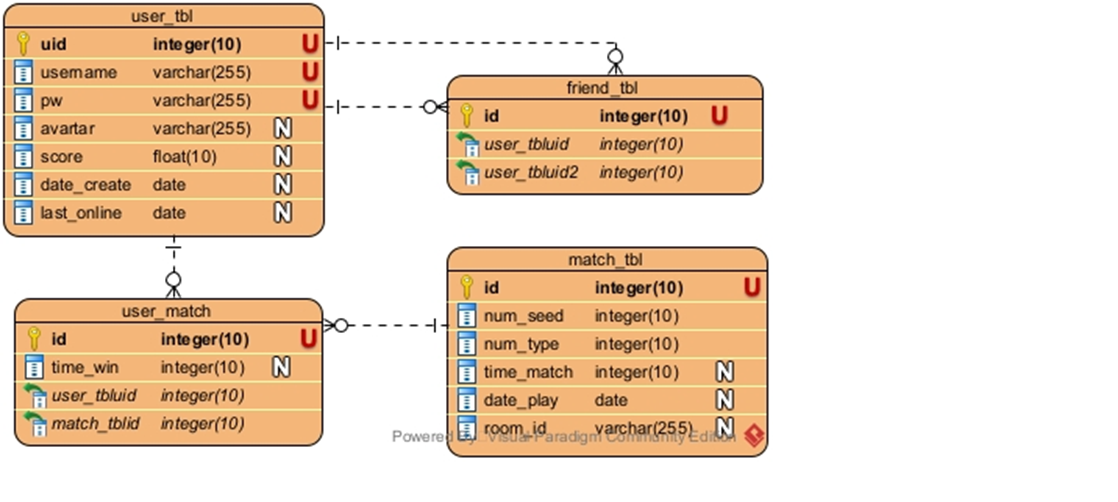 user_tbl
uid integer(10) U
username varchar(255) U
pw varchar(255) U
avartar varchar(255) N
score float(10) N
date_create date N
last_online date N
friend_tbl
id integer(10) U
user_tbluid integer(10)
user_tbluid2 integer(10)
user_match
id integer(10) U
time_win integer(10) N
user_tbluid integer(10)
match_tblid integer(10)
match_tbl
id integer(10) U
num_seed integer(10)
num_type integer(10)
time_match integer(10) N
date_play date N
room_id varchar(255) N
Powered By Visual Paradigm Community Edition